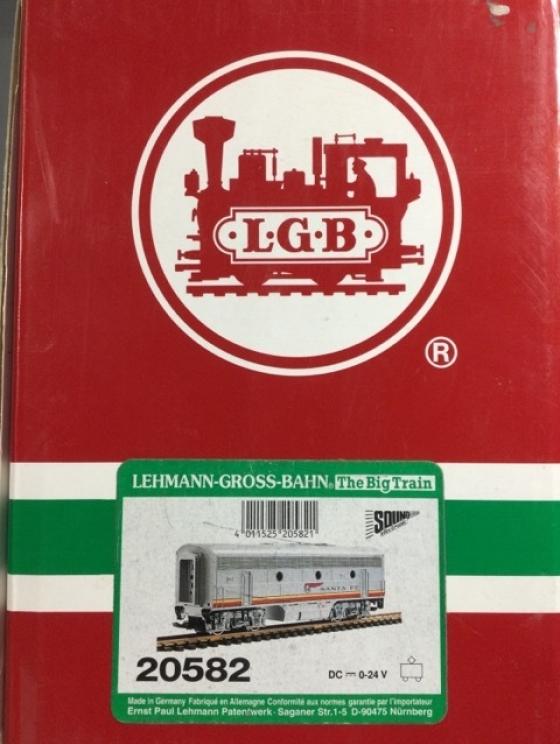 L·G·B
®
LEHMANN-GROSS-BAHN® The Big Train
4 011525 205821
SOUND
SANTA FE
20582
DC 0-24 V
Made in Germany Fabriqué en Allemagne Conformité aux normes garantie par l'importateur
Ernst Paul Lehmann Patentwerk · Saganer Str.1-5 D-90475 Nürnberg